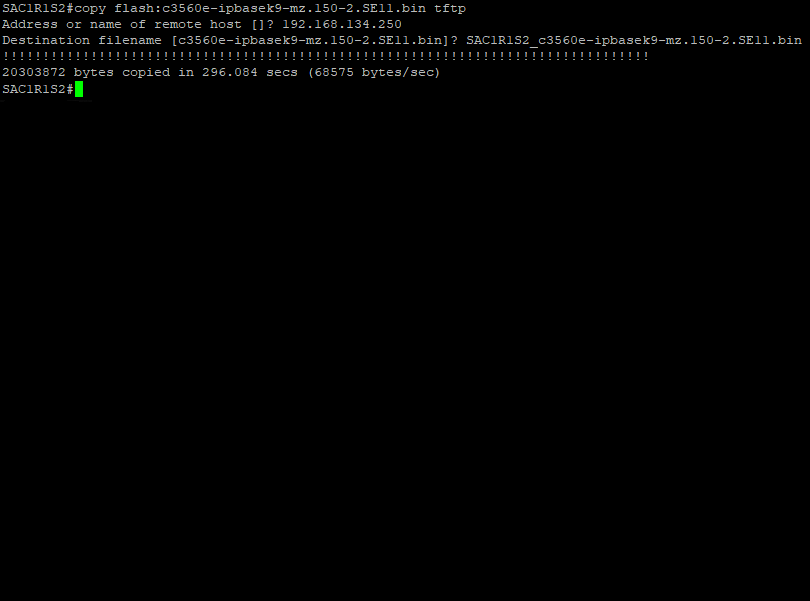 SAC1R1S2#copy flash:c3560e-ipbasek9-mz.150-2.SE11.bin tftp
Address or name of remote host []? 192.168.134.250
Destination filename [c3560e-ipbasek9-mz.150-2.SE11.bin]? SAC1R1S2_c3560e-ipbasek9-mz.150-2.SE11.bin
!!!!!!!!!!!!!!!!!!!!!!!!!!!!!!!!!!!!!!!!!!!!!!!!!!!!!!!!!!!!!!!!!!!!!!!!!!!!!!!!!
20303872 bytes copied in 296.084 secs (68575 bytes/sec)
SAC1R1S2#